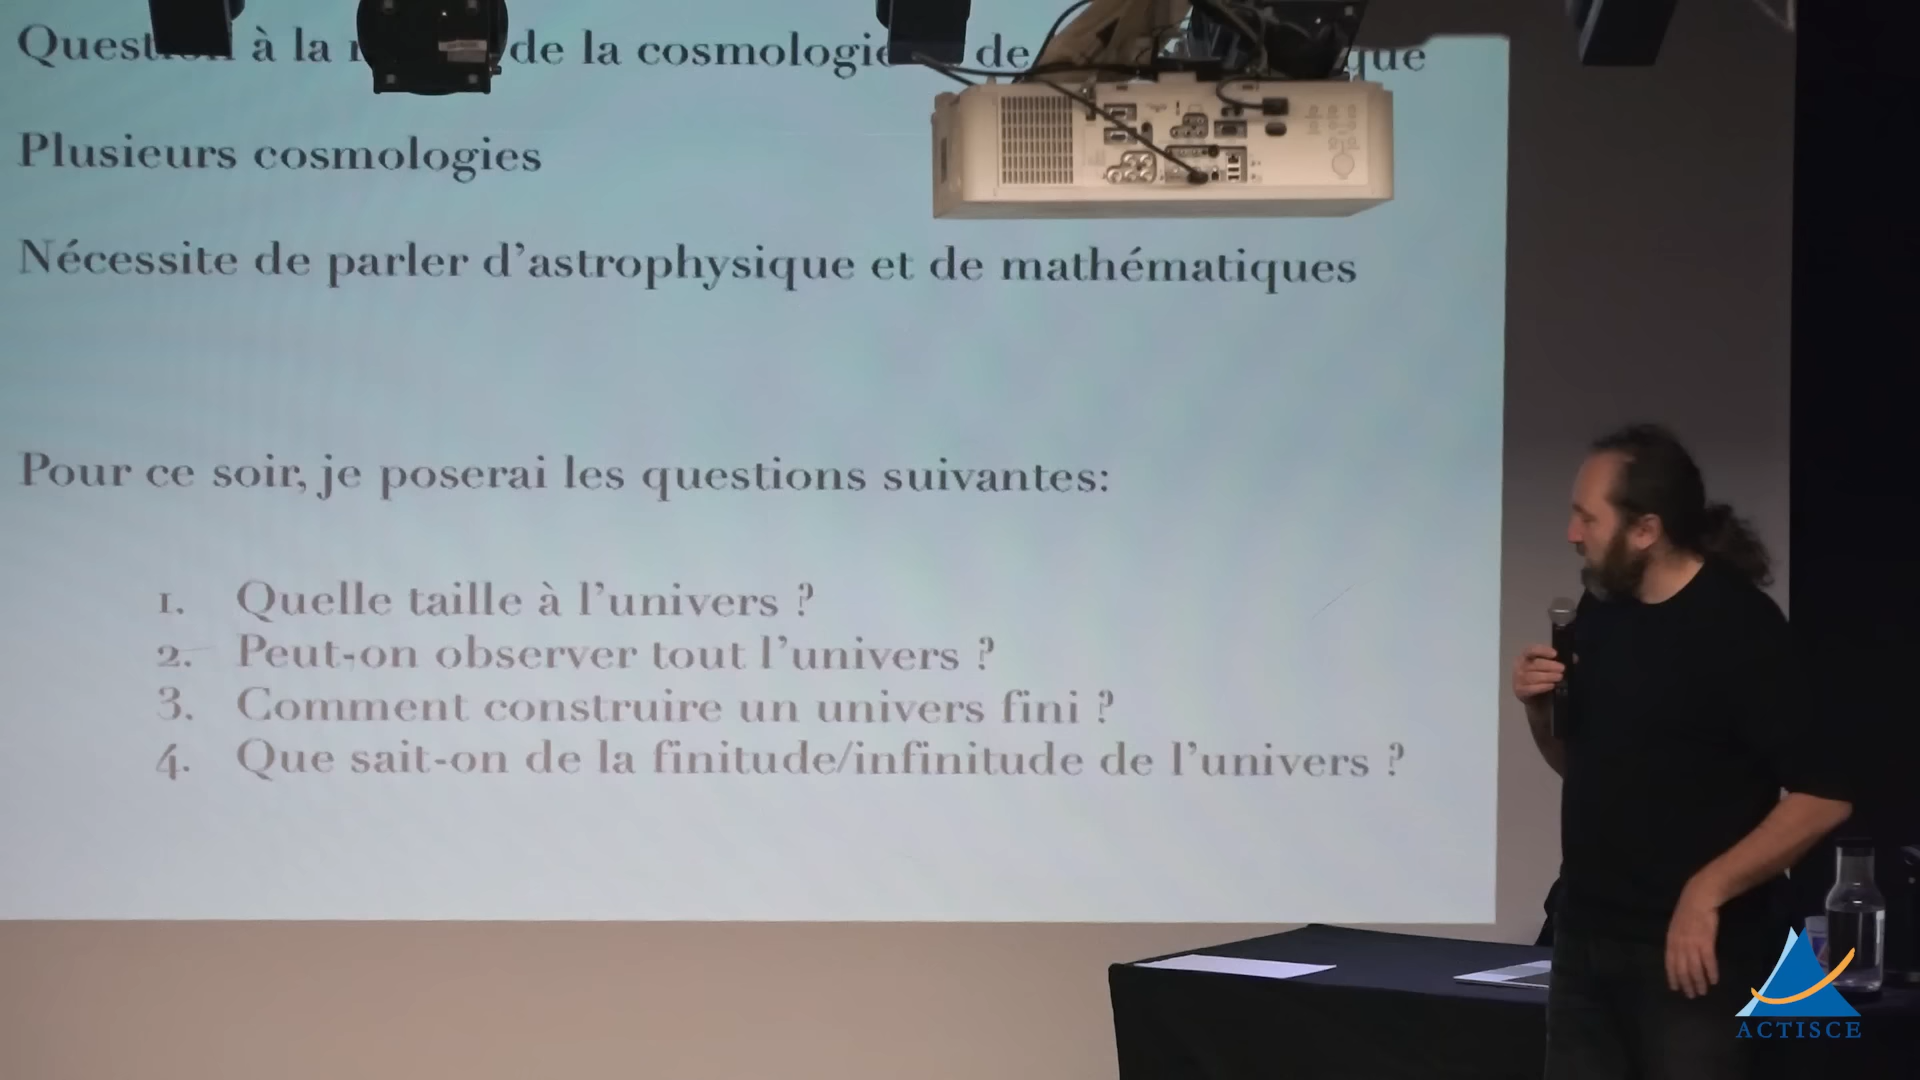 à la de la cosmologie de
Plusieurs cosmologies
Nécessite de parler d'astrophysique et de mathématiques
Pour ce soir, je poserai les questions suivantes:
1. Quelle taille à l'univers ?
2. Peut-on observer tout l'univers ?
3. Comment construire un univers fini ?
4. Que sait-on de la finitude/infinitude de l'univers ?
ACTISCE